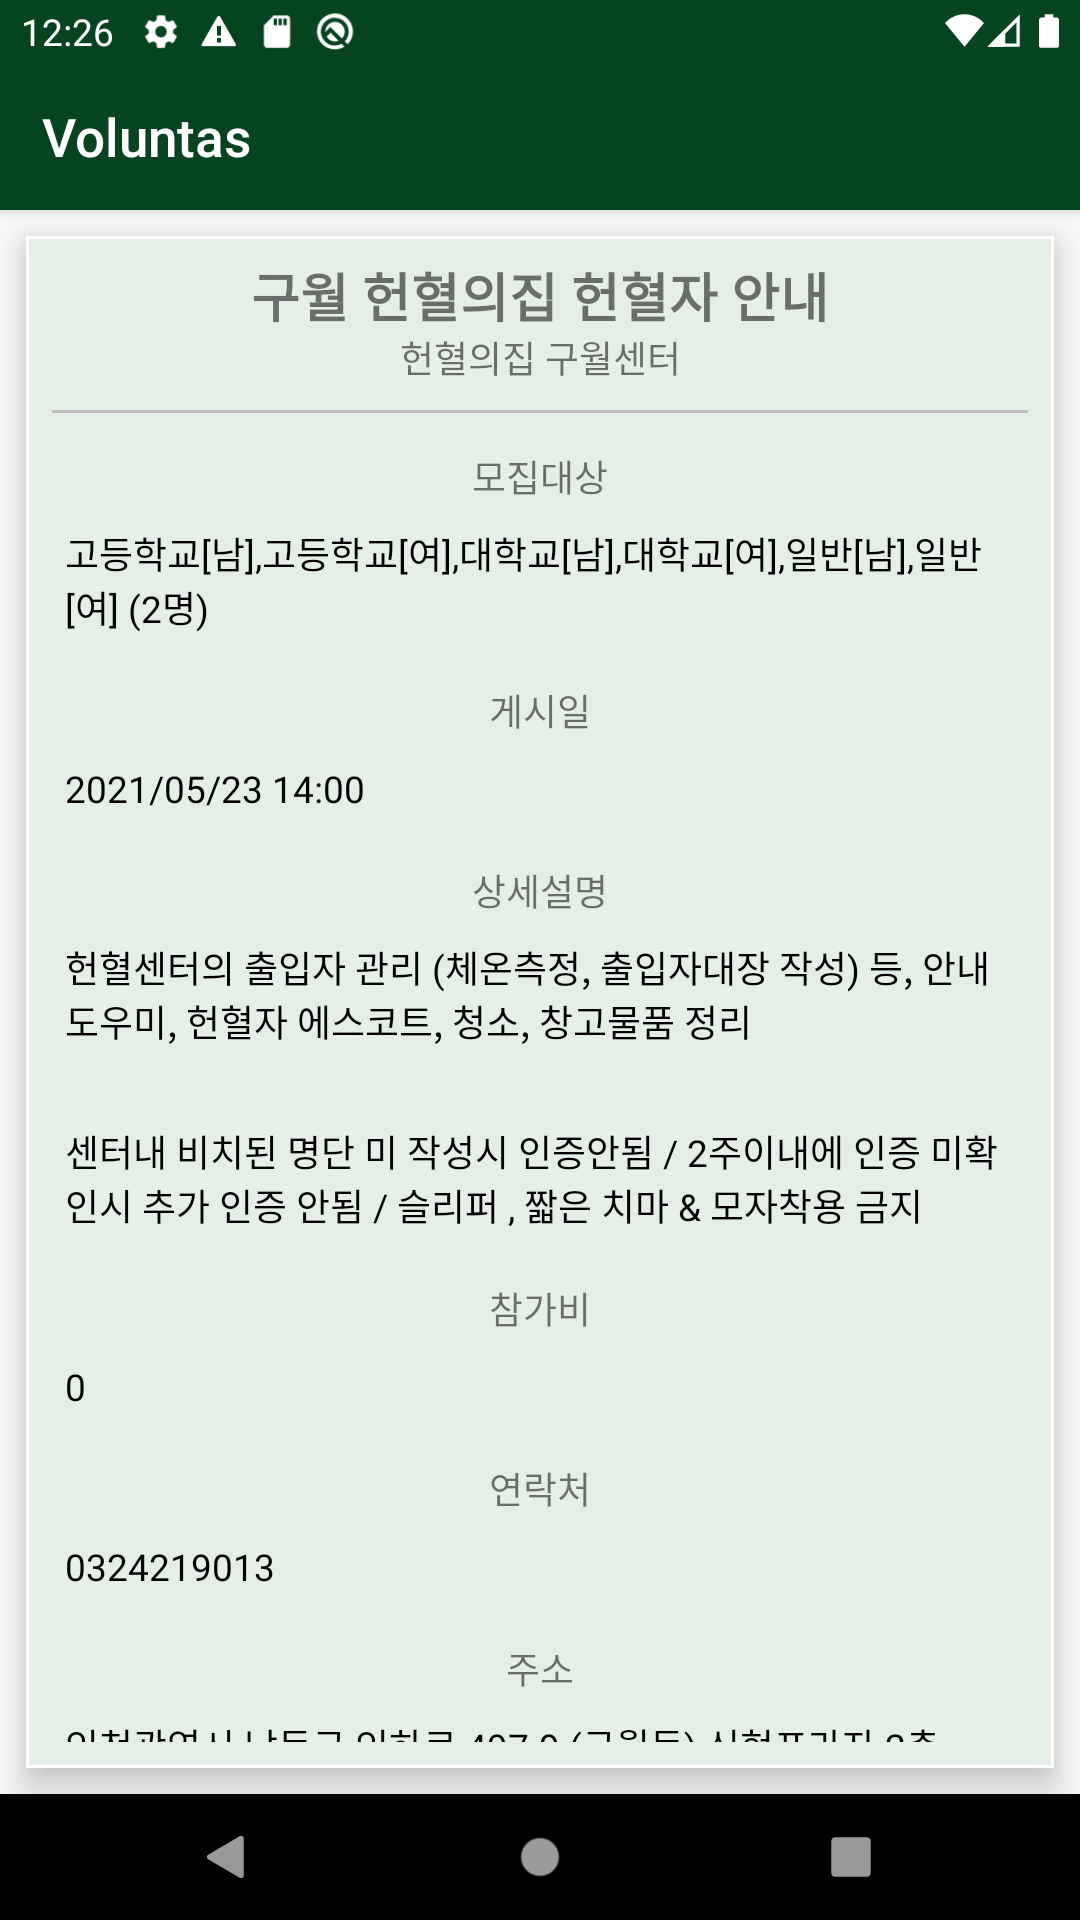 12:26
Voluntas
구월 헌혈의집 헌혈자 안내
헌혈의집 구월센터
모집대상
고등학교[남],고등학교[여],대학교[남],대학교[여],일반[남],일반
[여] (2명)
게시일
2021/05/23 14:00
상세설명
헌혈센터의 출입자 관리 (체온측정, 출입자대장 작성) 등, 안내
도우미, 헌혈자 에스코트, 청소, 창고물품 정리
센터내 비치된 명단 미 작성시 인증안됨 / 2주이내에 인증 미확
인시 추가 인증 안됨 / 슬리퍼 , 짧은 치마 & 모자착용 금지
참가비
0
연락처
0324219013
주소